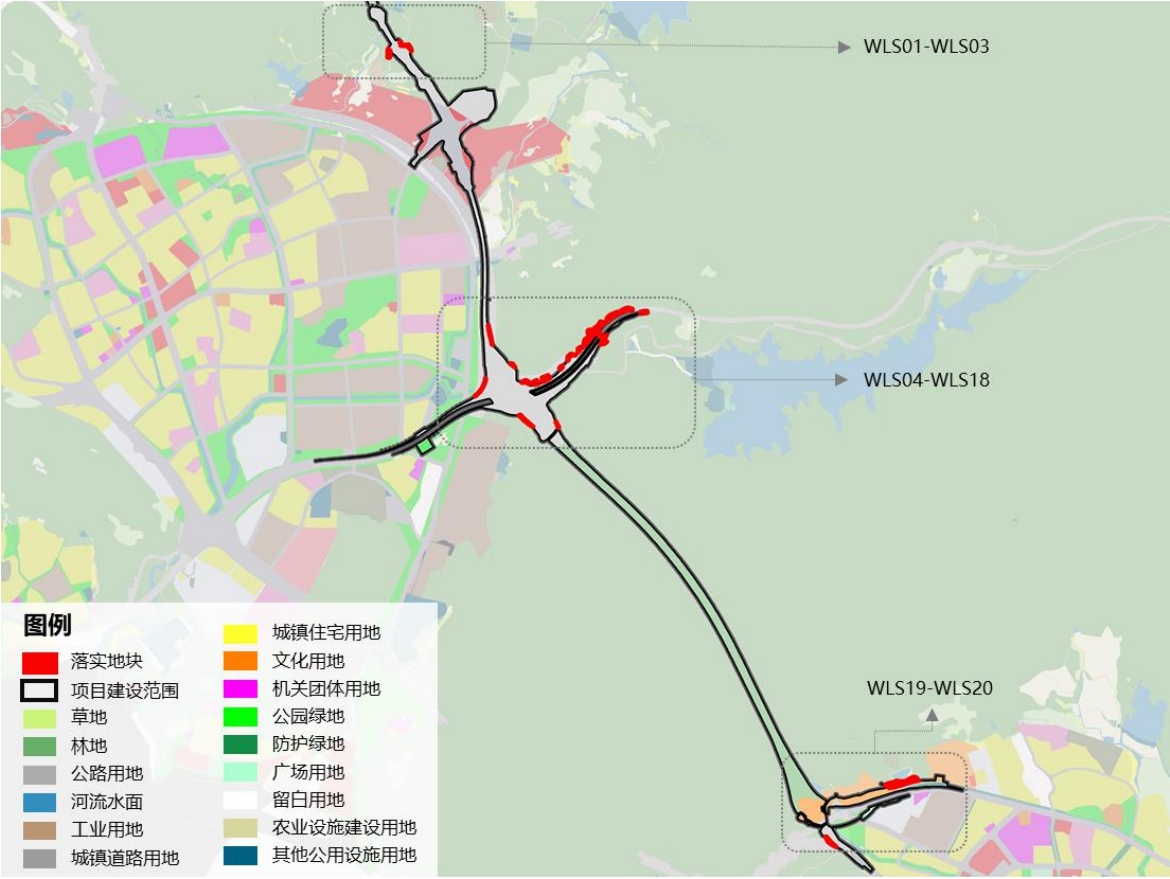 WLS01-WLS03
WLS04-WLS18
WLS19-WLS20
图例
落实地块
项目建设范围
草地
林地
公路用地
河流水面
工业用地
城镇道路用地
城镇住宅用地
文化用地
机关团体用地
公园绿地
防护绿地
广场用地
留白用地
农业设施建设用地
其他公用设施用地